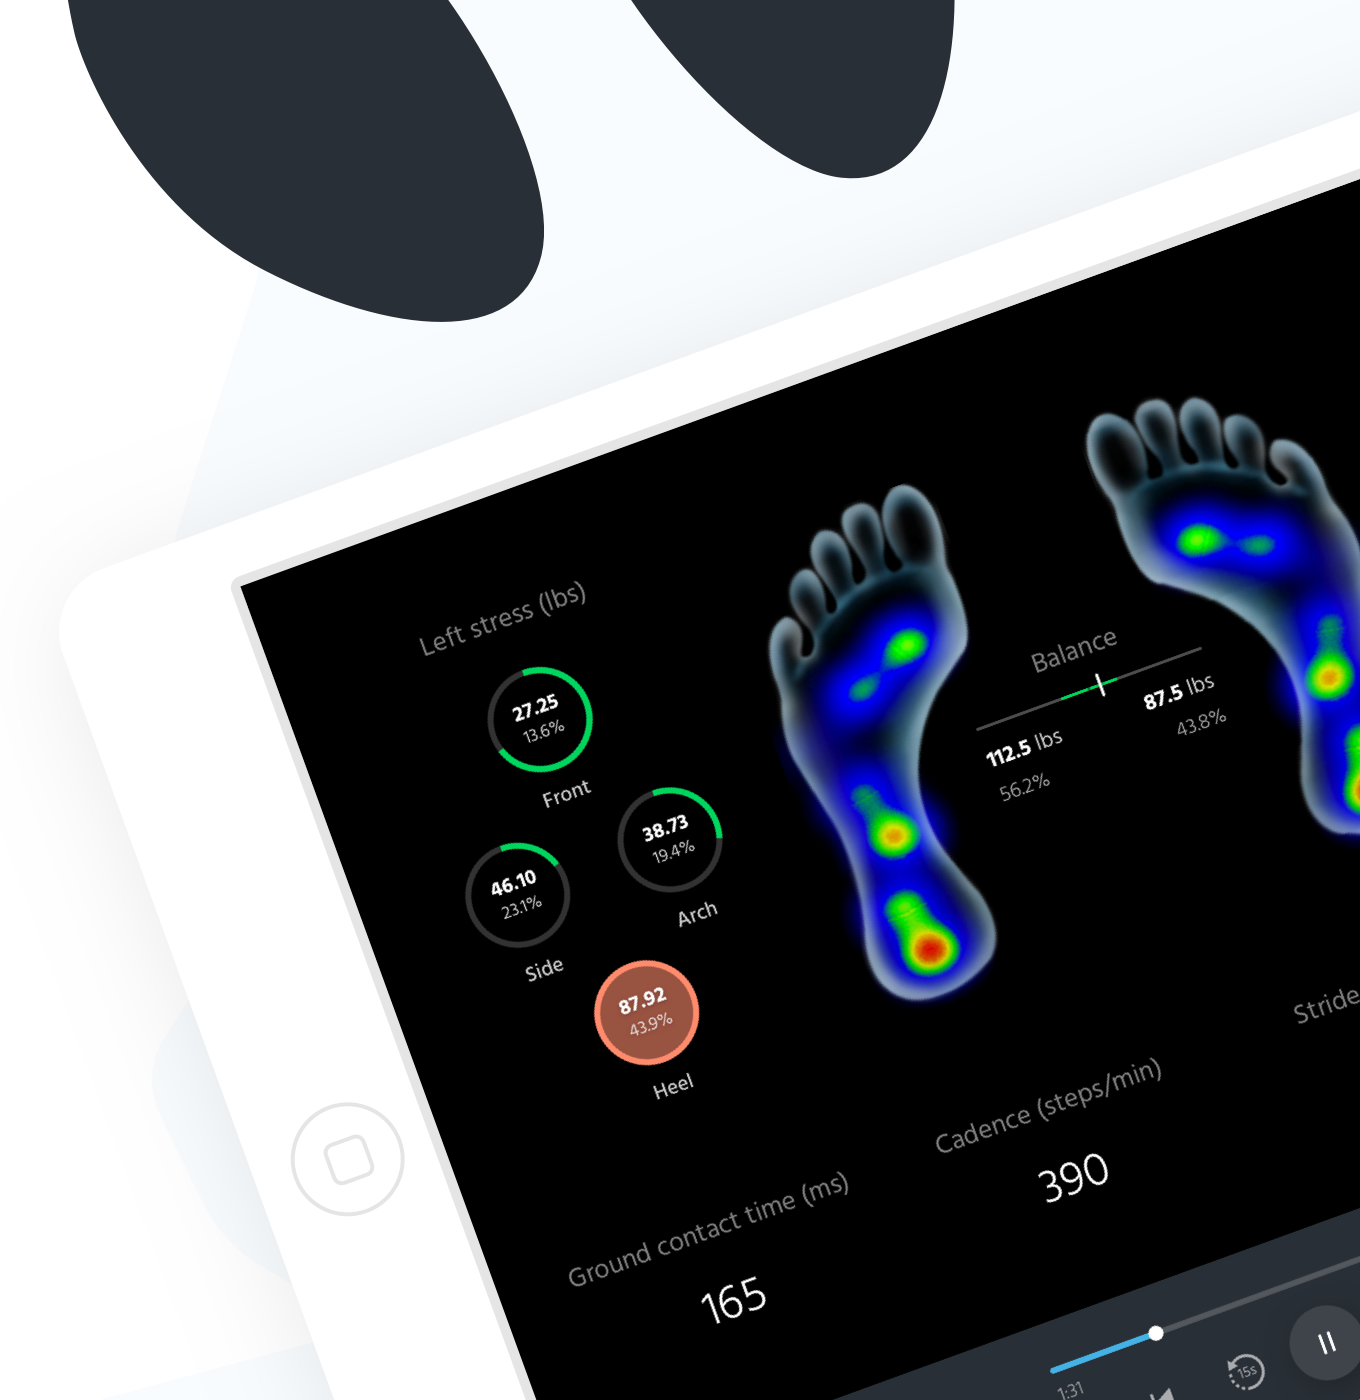 Left stress (lbs)
27.25
13.6%
Front
38.73
19.4%
Arch
46.10
23.1%
Side
87.92
43.9%
Heel
Balance
112.5 lbs
56.2%
87.5 lbs
43.8%
Stride
Cadence (steps/min)
390
Ground contact time (ms)
165
1:31
15s